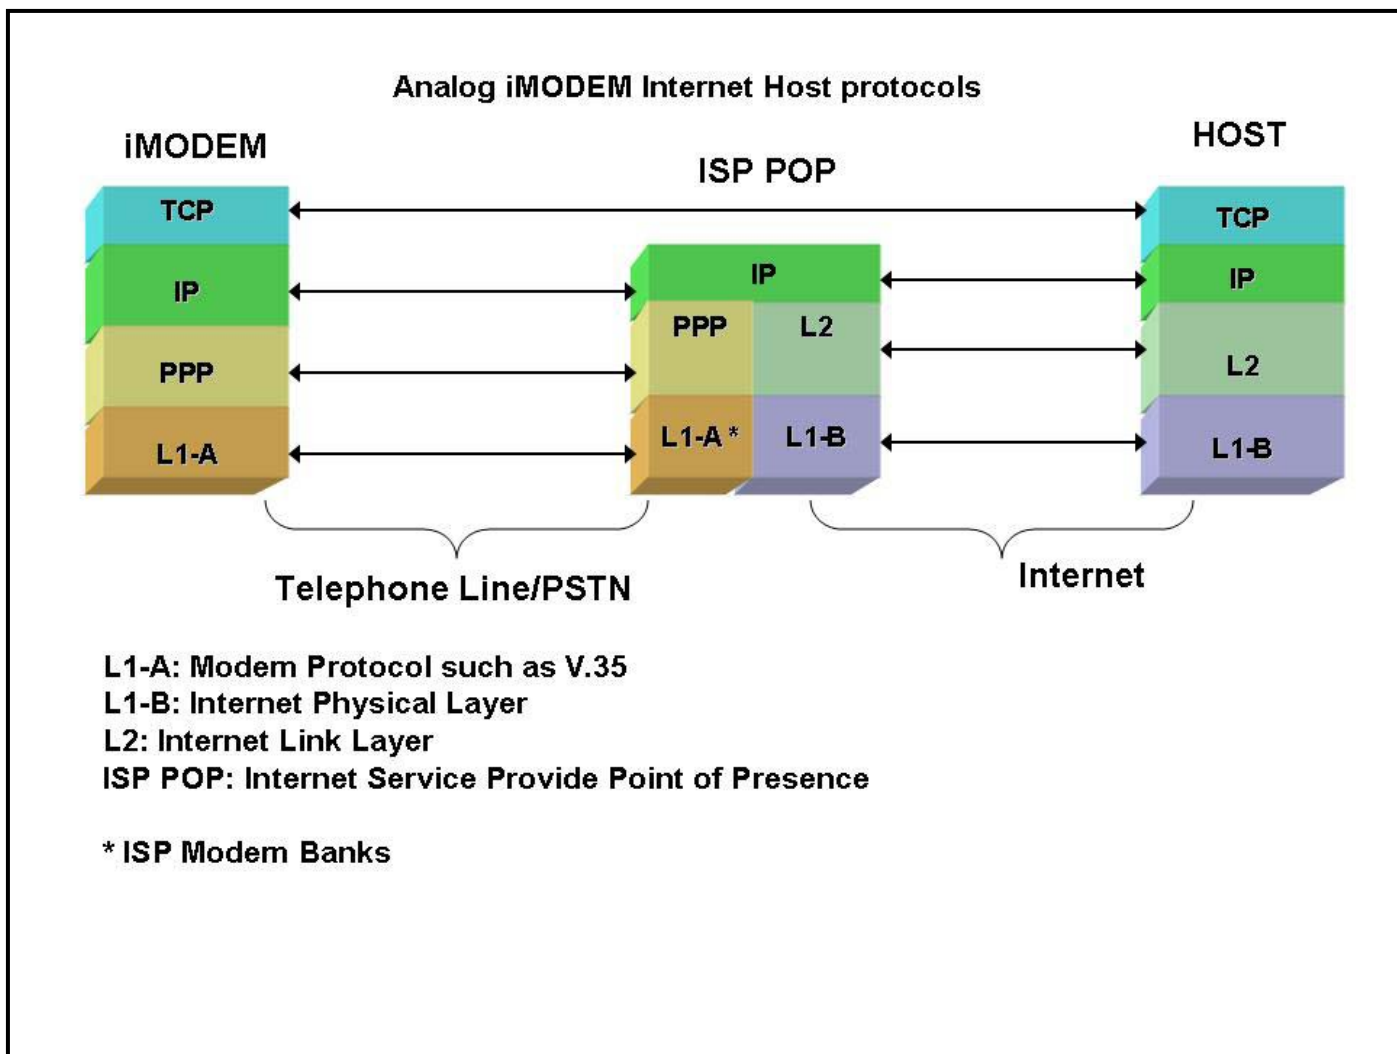 Analog iMODEM Internet Host protocols
iMODEM
ISP POP
HOST
TCP
IP
PPP
L1-A
IP
PPP
L2
L1-A *
L1-B
TCP
IP
L2
L1-B
Telephone Line/PSTN
Internet
L1-A: Modem Protocol such as V.35
L1-B: Internet Physical Layer
L2: Internet Link Layer
ISP POP: Internet Service Provide Point of Presence
* ISP Modem Banks